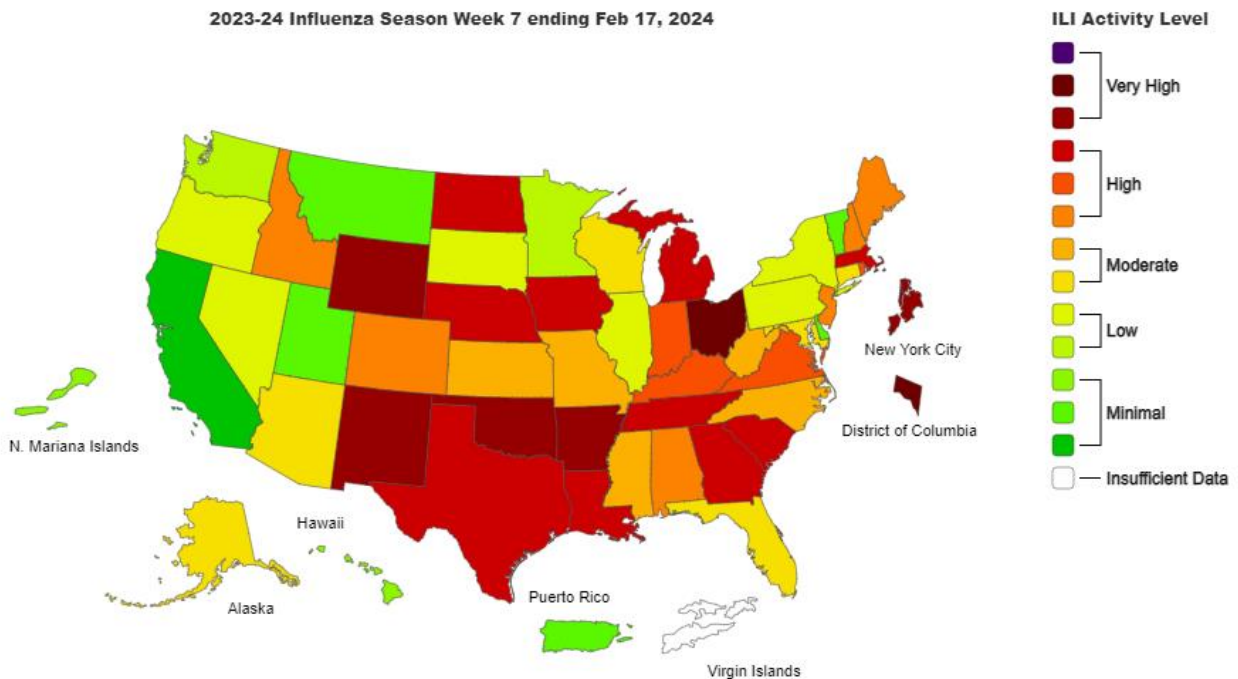 2023-24 Influenza Season Week 7 ending Feb 17, 2024
ILI Activity Level
Very High
High
Moderate
Low
Minimal
Insufficient Data
New York City
District of Columbia
N. Mariana Islands
Hawaii
Alaska
Puerto Rico
Virgin Islands